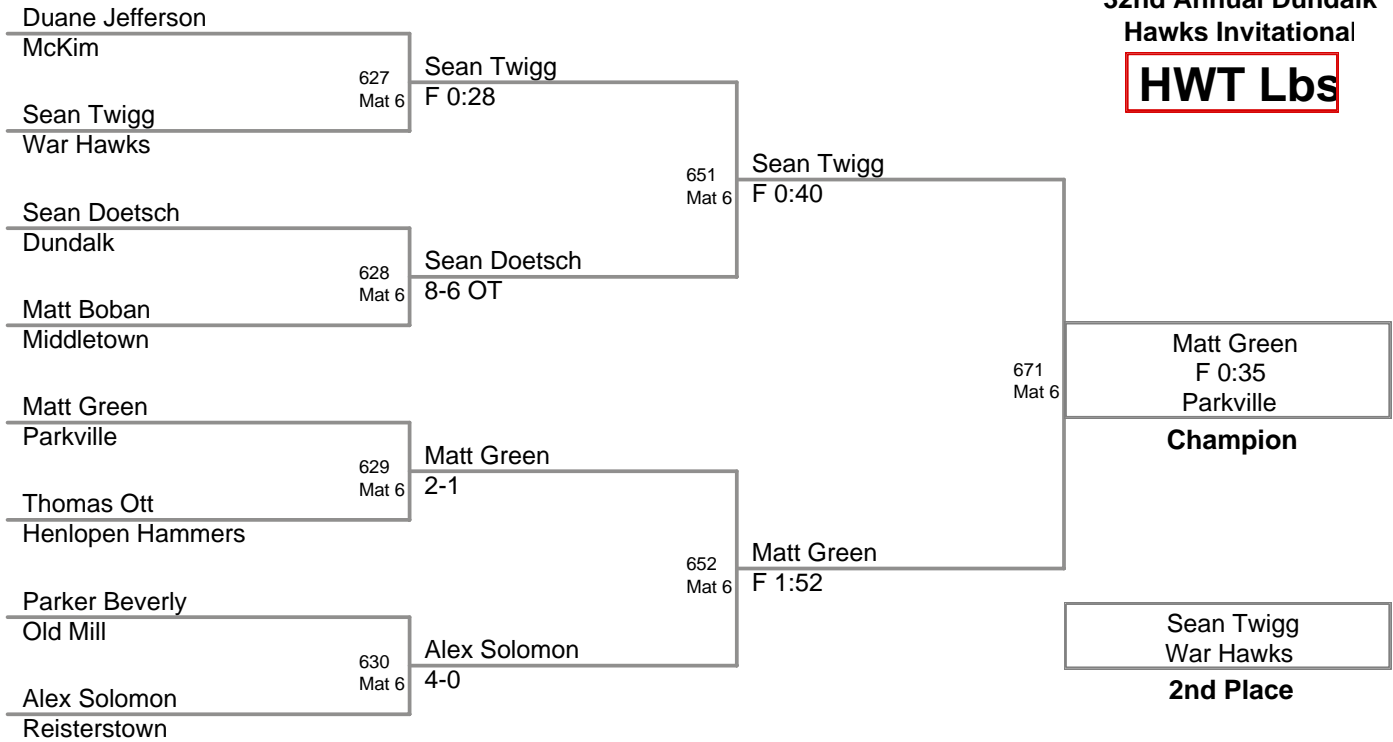 32nd Annual Dundalk
Hawks Invitational
HWT Lbs
Duane Jefferson
McKim
627
Mat 6
Sean Twigg
F 0:28
Sean Twigg
War Hawks
651
Mat 6
Sean Twigg
F 0:40
Sean Doetsch
Dundalk
628
Mat 6
Sean Doetsch
8-6 OT
Matt Boban
Middletown
671
Mat 6
Matt Green
F 0:35
Parkville
Champion
Matt Green
Parkville
629
Mat 6
Matt Green
2-1
Thomas Ott
Henlopen Hammers
652
Mat 6
Matt Green
F 1:52
Parker Beverly
Old Mill
630
Mat 6
Alex Solomon
4-0
Alex Solomon
Reisterstown
Sean Twigg
War Hawks
2nd Place